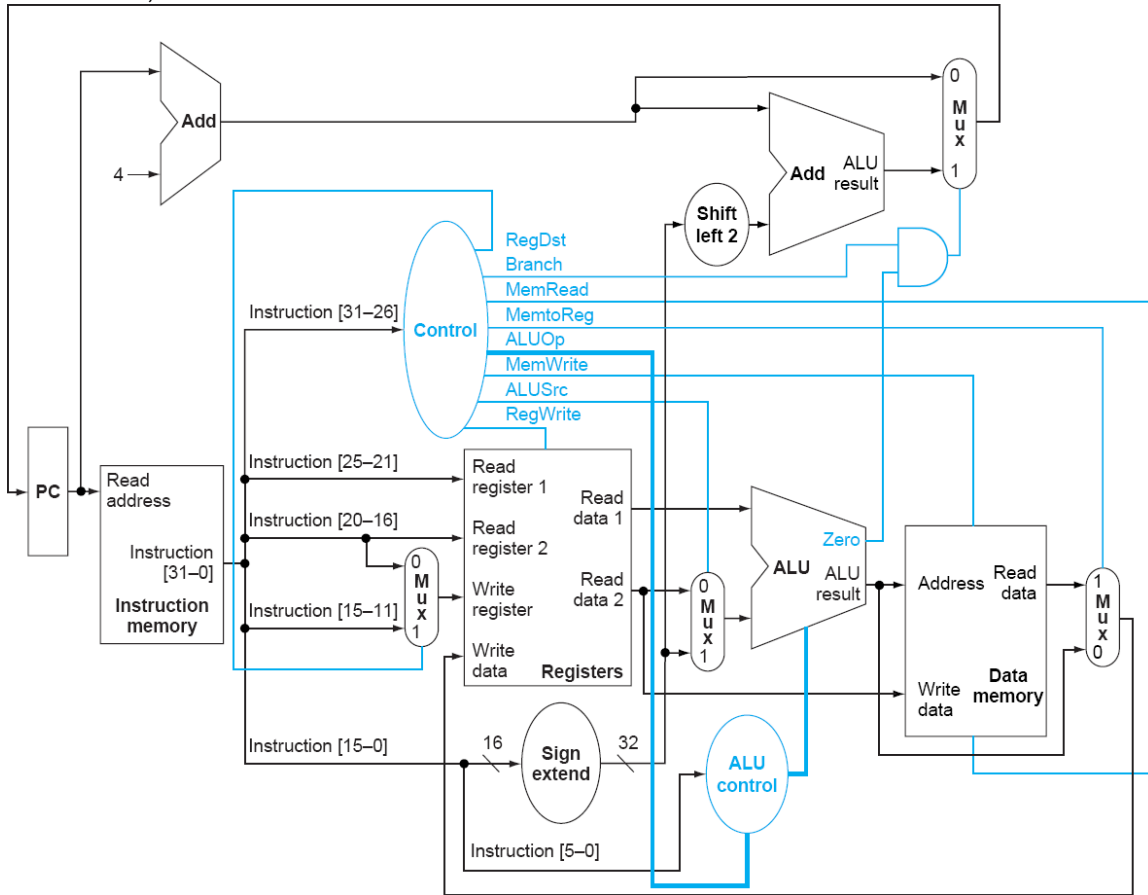 Add
4
0
Mux
1
Add
ALU
result
Shift
left 2
RegDst
Branch
MemRead
MemtoReg
ALUOp
MemWrite
ALUSrc
RegWrite
Control
Instruction [31–26]
PC
Read
address
Instruction
[31–0]
Instruction
memory
Instruction [25–21]
Instruction [20–16]
Instruction [15–11]
0
Mux
1
Read
register 1
Read
register 2
Write
register
Write
data
Read
data 1
Read
data 2
Registers
0
Mux
1
Zero
ALU
ALU
result
Address
Read
data
Write
data
Data
memory
1
Mux
0
Instruction [15–0]
16
Sign
extend
32
ALU
control
Instruction [5–0]